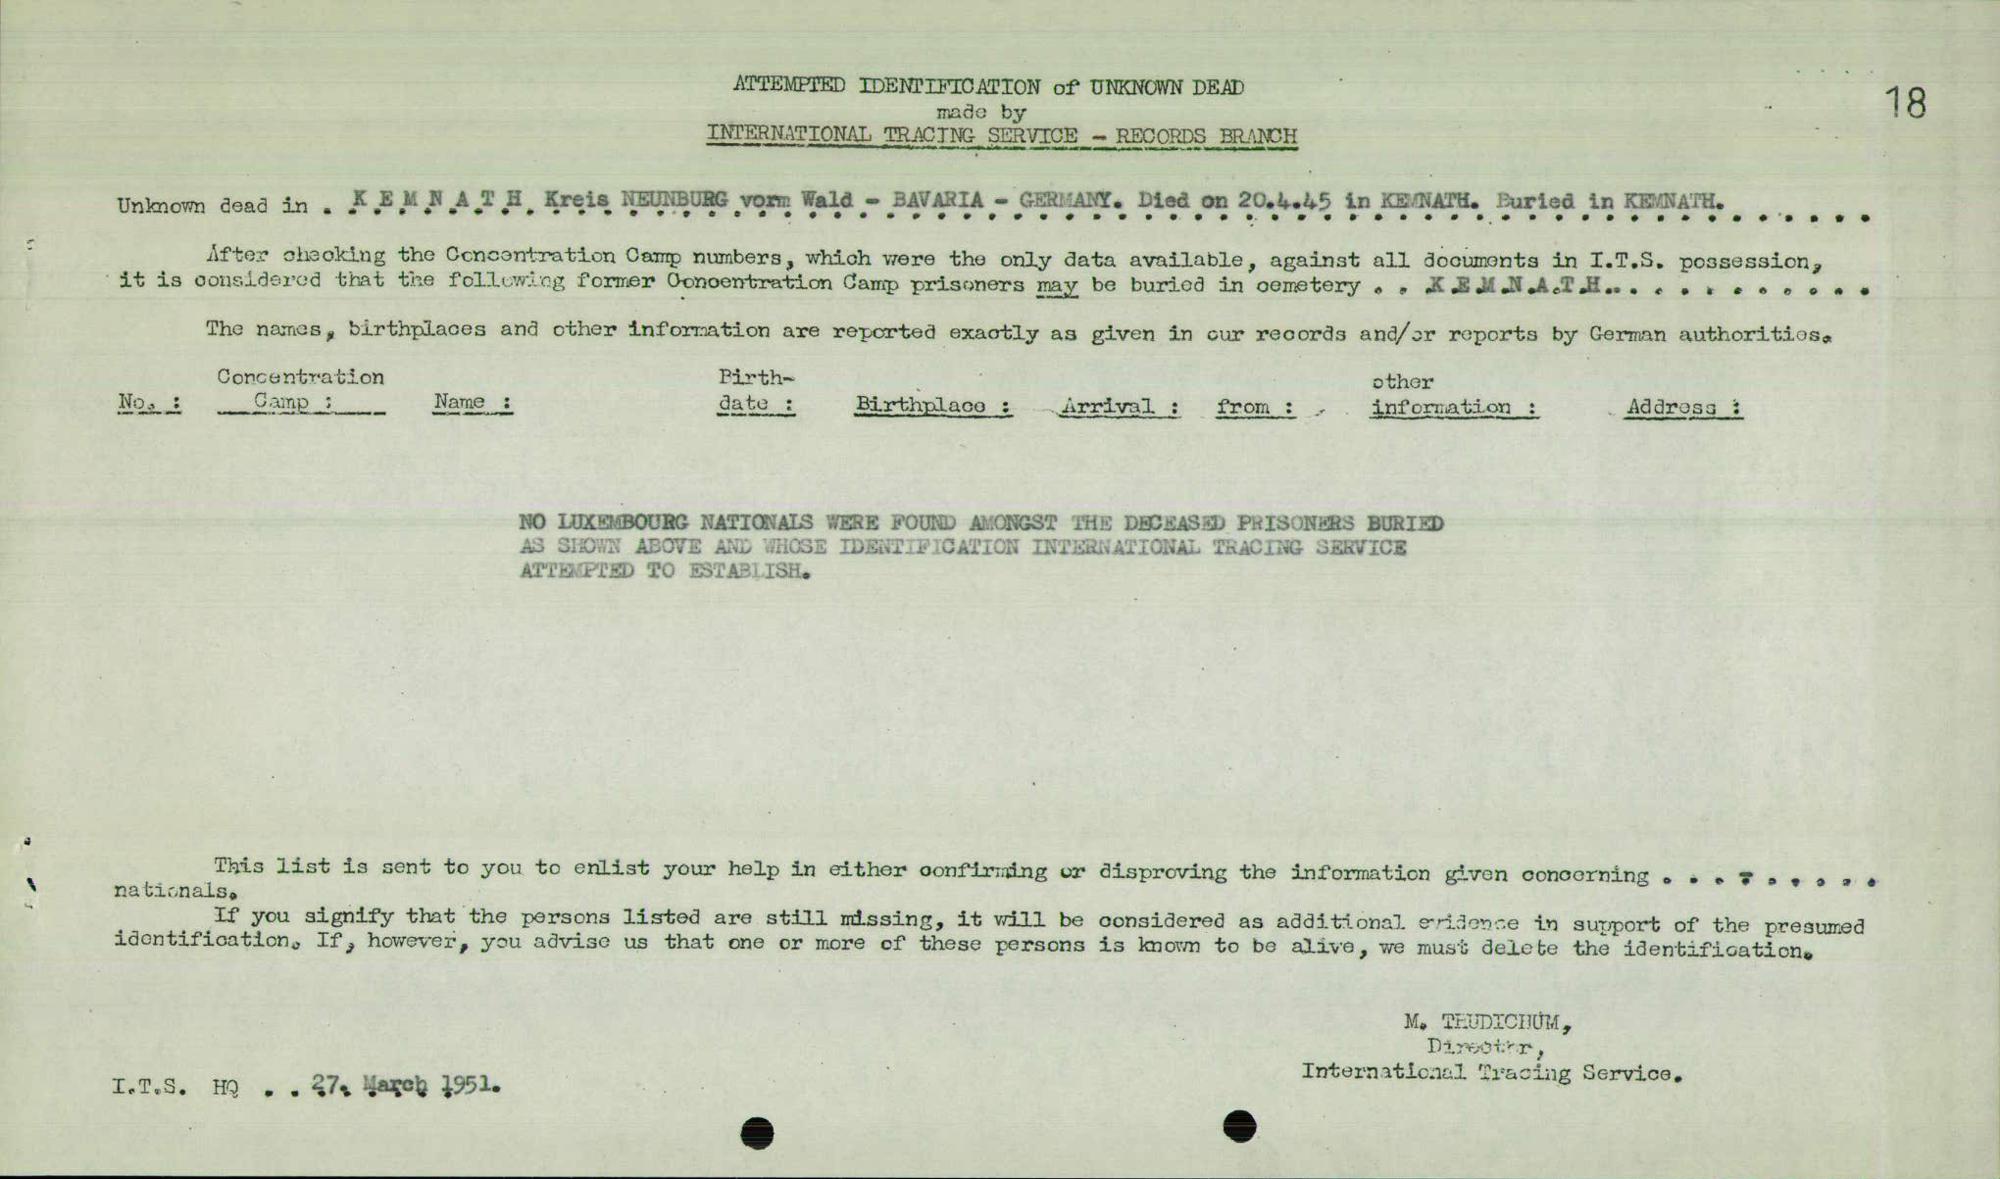 18
ATTEMPTED IDENTIFICATION of UNKNOWN DEAD
made by
INTERNATIONAL TRACING SERVICE - RECORDS BRANCH
Unknown dead in . K E M N A T H Kreis NEUNBURG vorm Wald - BAVARIA - GERMANY. Died on 20.4.45 in KEMNATH. Buried in KEMNATH.
After checking the Concentration Camp numbers, which were the only data available, against all documents in I.T.S. possession,
it is considered that the following former Concentration Camp prisoners may be buried in cemetery . . K.E.M.N.A.T.H. . . . . . . . . . .
The names, birthplaces and other information are reported exactly as given in our records and/or reports by German authorities.
No. : Concentration Camp : Name : Birth-date : Birthplace : Arrival : from : other information : Address :
NO LUXEMBOURG NATIONALS WERE FOUND AMONGST THE DECEASED PRISONERS BURIED
AS SHOWN ABOVE AND WHOSE IDENTIFICATION INTERNATIONAL TRACING SERVICE
ATTEMPTED TO ESTABLISH.
This list is sent to you to enlist your help in either confirming or disproving the information given concerning . . . . . . . . .
nationals.
If you signify that the persons listed are still missing, it will be considered as additional evidence in support of the presumed
identification. If, however, you advise us that one or more of these persons is known to be alive, we must delete the identification.
M. THUDICHUM,
Director,
International Tracing Service.
I.T.S. HQ . . 27. March 1951.